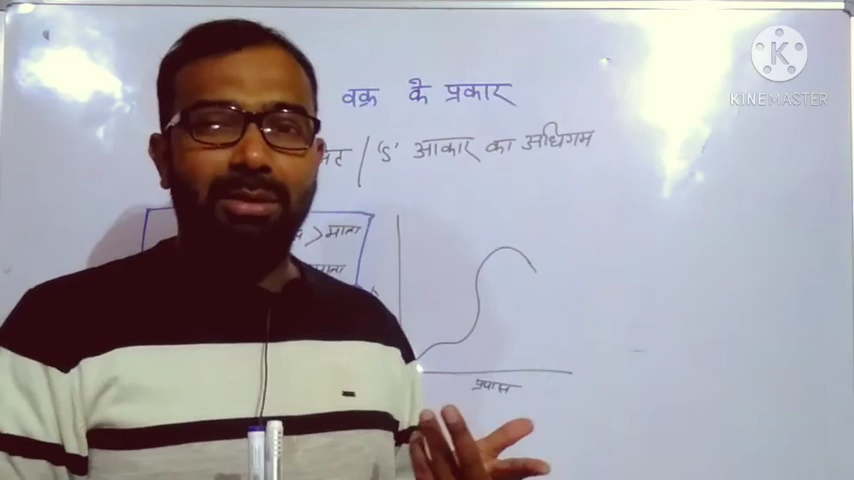 KINEMASTER
वक्र के प्रकार
/ 'S' आकार का अधिगम
> माता
प्रयास